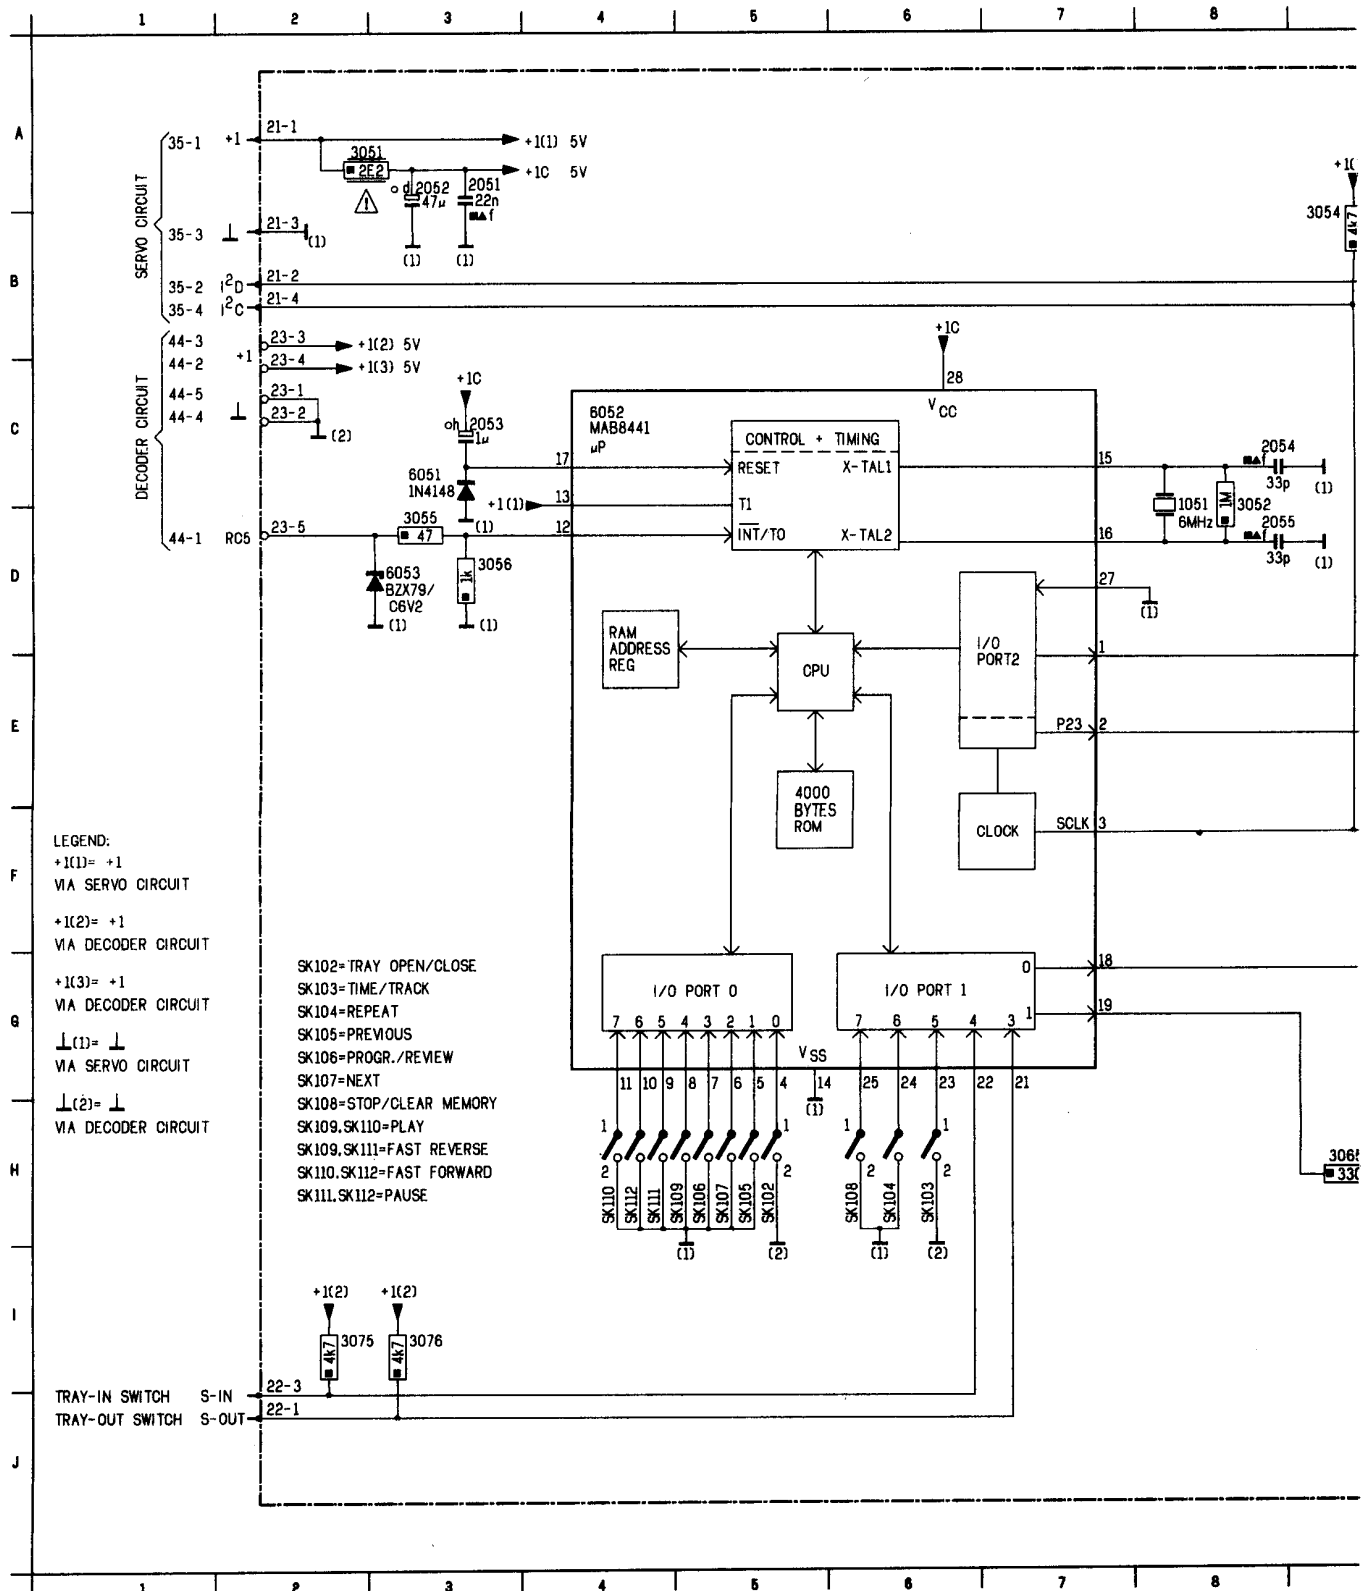 1 2 3 4 5 6 7 8
A
B
C
D
E
F
G
H
I
J
SERVO CIRCUIT
35-1 +1 21-1
+1(1) 5V
3051
2E2
+1C 5V
2052
47µ
2051
22n
f
(1)
(1)
35-3 ⊥ 21-3
(1)
35-2 I²D 21-2
35-4 I²C 21-4
3054
4k7
DECODER CIRCUIT
44-3 23-3 +1(2) 5V
+1
44-2 23-4 +1(3) 5V
44-5 23-1
44-4 ⊥ 23-2
(2)
44-1 RC5 23-5
+1C
2053
1µ
6051
1N4148
(1)
3055
47
3056
1k
(1)
6053
BZX79/
C6V2
(1)
+1C
28
VCC
6052
MAB8441
µP
CONTROL + TIMING
17 RESET
X-TAL1 15
+1(1) 13 T1
12 INT/T0
X-TAL2 16
2054
33p
(1)
1051
6MHz
1M
3052
2055
f
33p
(1)
27
(1)
RAM
ADDRESS
REG
CPU
I/O
PORT2
1
P23 2
4000
BYTES
ROM
CLOCK
SCLK 3
LEGEND:
+1(1)= +1
VIA SERVO CIRCUIT
+1(2)= +1
VIA DECODER CIRCUIT
+1(3)= +1
VIA DECODER CIRCUIT
⊥(1)= ⊥
VIA SERVO CIRCUIT
⊥(2)= ⊥
VIA DECODER CIRCUIT
SK102=TRAY OPEN/CLOSE
SK103=TIME/TRACK
SK104=REPEAT
SK105=PREVIOUS
SK106=PROGR./REVIEW
SK107=NEXT
SK108=STOP/CLEAR MEMORY
SK109.SK110=PLAY
SK109.SK111=FAST REVERSE
SK110.SK112=FAST FORWARD
SK111.SK112=PAUSE
I/O PORT 0
7 6 5 4 3 2 1 0
I/O PORT 1
0 18
1 19
7 6 5 4 3
VSS
11 10 9 8 7 6 5 4 14 25 24 23 22 21
(1)
1 1 1 1
2 2 2 2
SK110 SK112 SK111 SK109 SK106 SK107 SK105 SK102 SK108 SK104 SK103
(1) (2) (1) (2)
+1(2) +1(2)
3075
4k7
3076
4k7
TRAY-IN SWITCH S-IN 22-3
TRAY-OUT SWITCH S-OUT 22-1
1 2 3 4 5 6 7 8